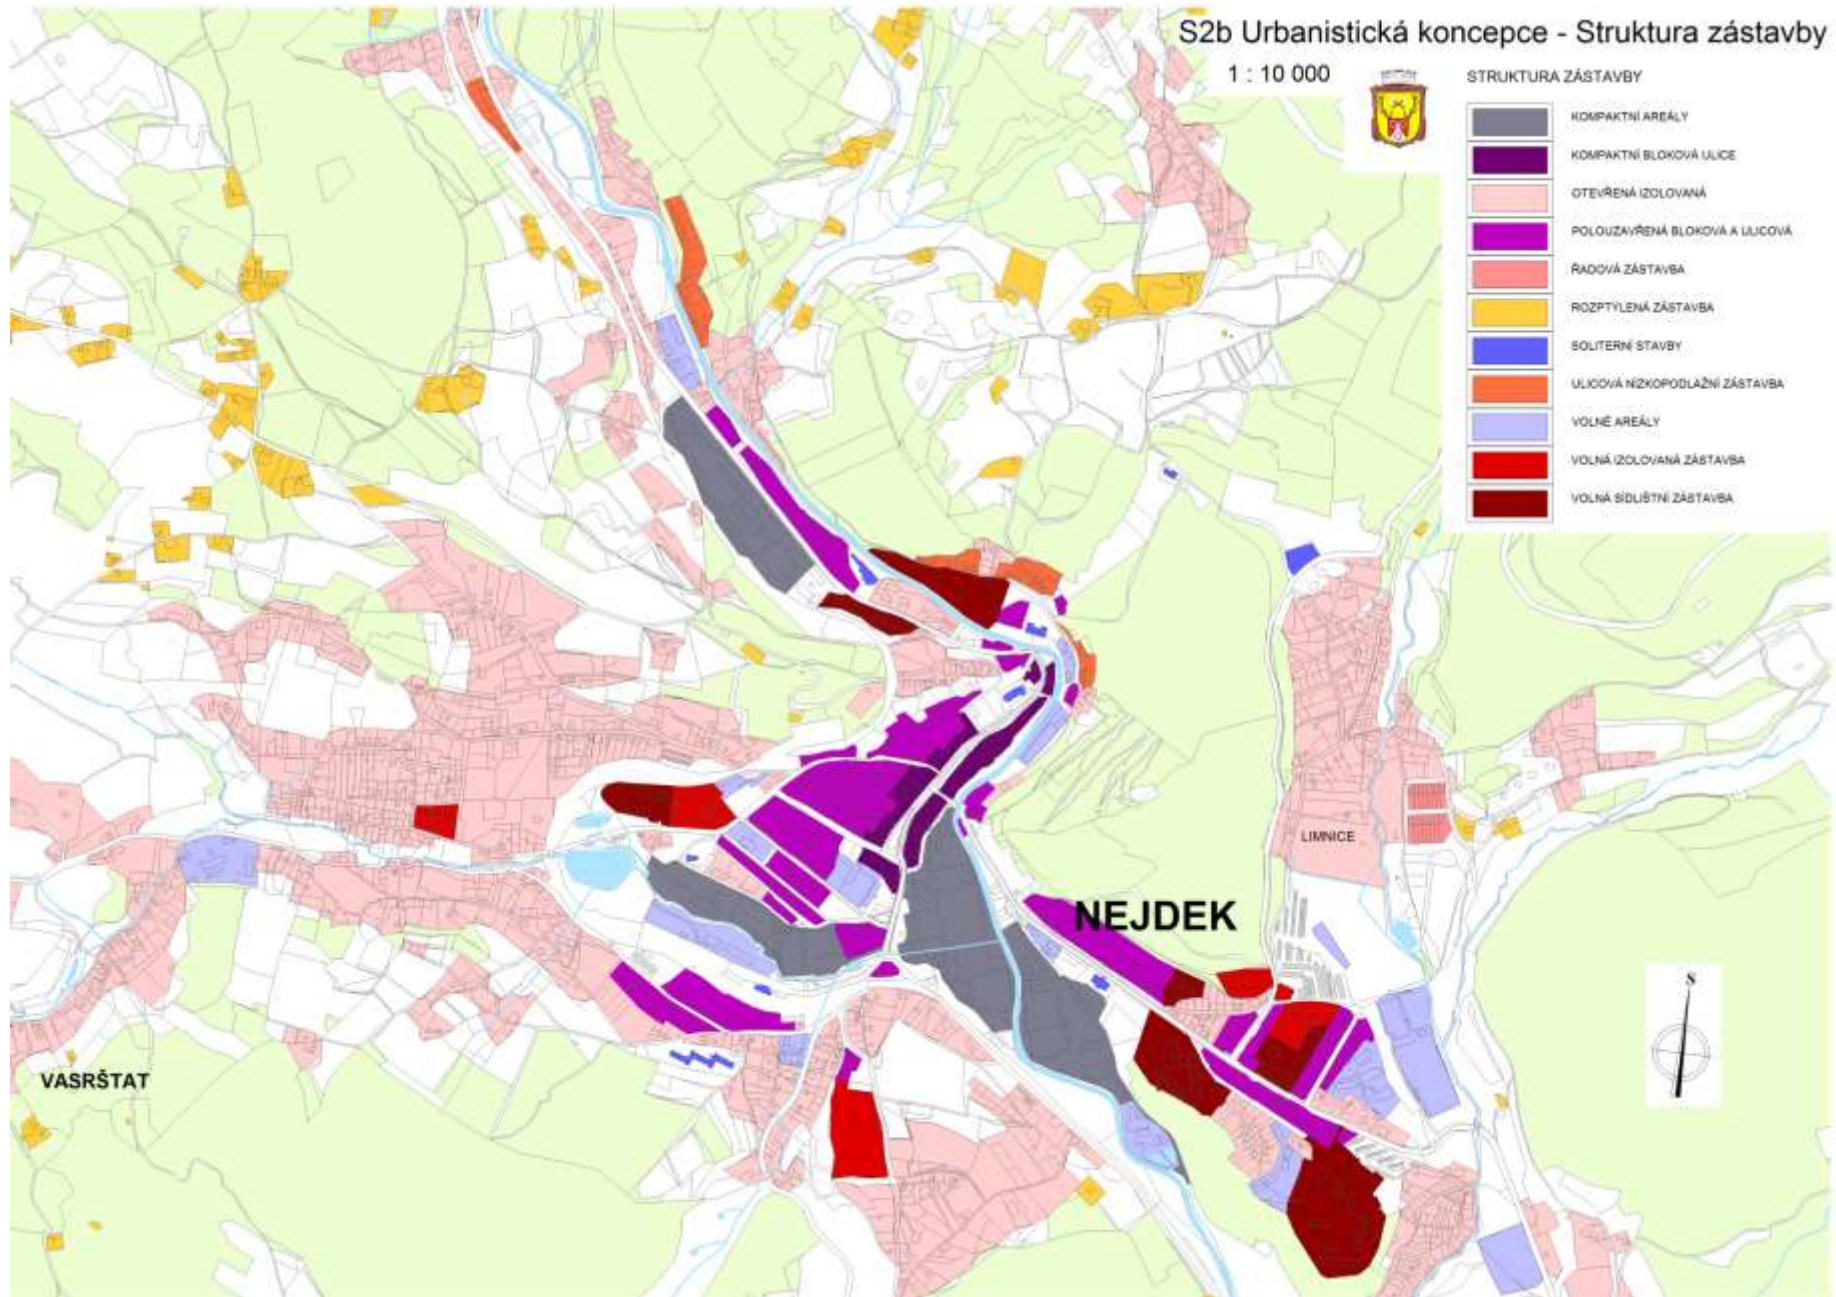 S2b Urbanistická koncepce - Struktura zástavby
1 : 10 000
STRUKTURA ZÁSTAVBY
KOMPAKTNÍ AREÁLY
KOMPAKTNÍ BLOKOVÁ ULICE
OTEVŘENÁ IZOLOVANÁ
POLOUZAVŘENÁ BLOKOVÁ A ULICOVÁ
ŘADOVÁ ZÁSTAVBA
ROZPTÝLENÁ ZÁSTAVBA
SOLITERNÍ STAVBY
ULICOVÁ NÍZKOPODLAŽNÍ ZÁSTAVBA
VOLNÉ AREÁLY
VOLNÁ IZOLOVANÁ ZÁSTAVBA
VOLNÁ SÍDLIŠTNÍ ZÁSTAVBA
LIMNICE
NEJDEK
S
VASRŠTAT